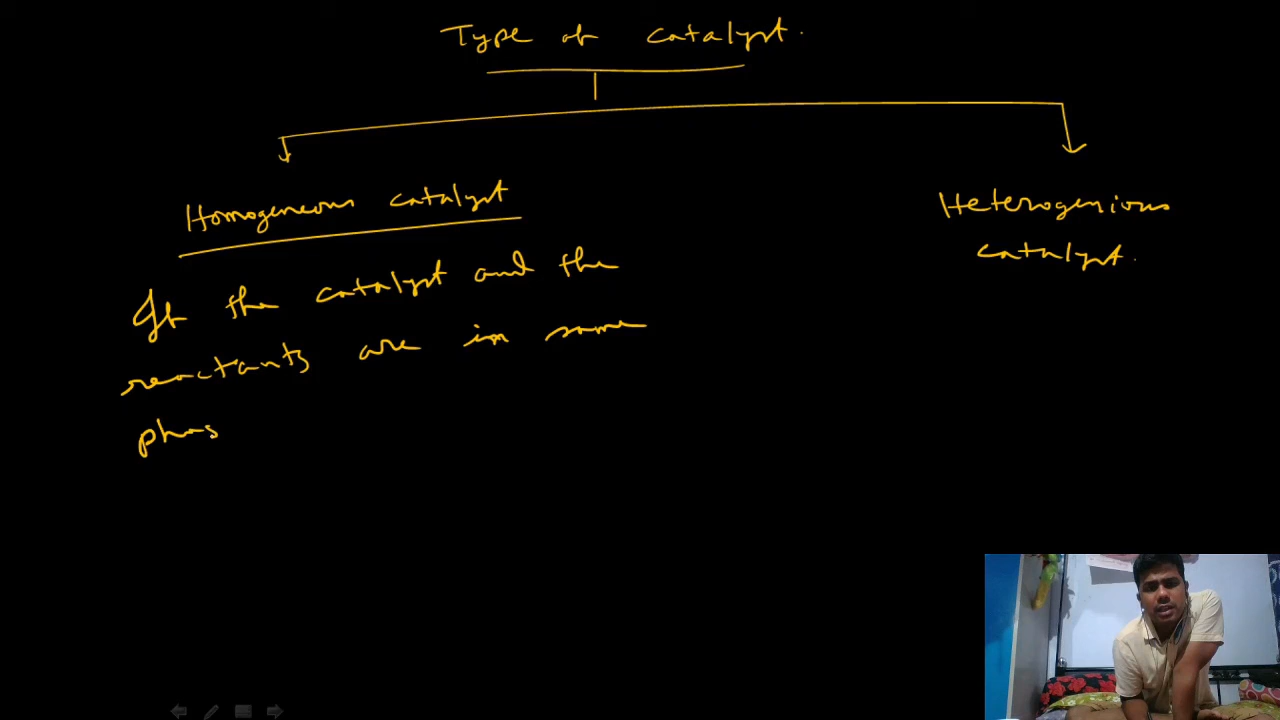 Type of catalyst.
Homogeneous catalyst
If the catalyst and the
reactants are in same
phas
Heterogenious
catalyst.